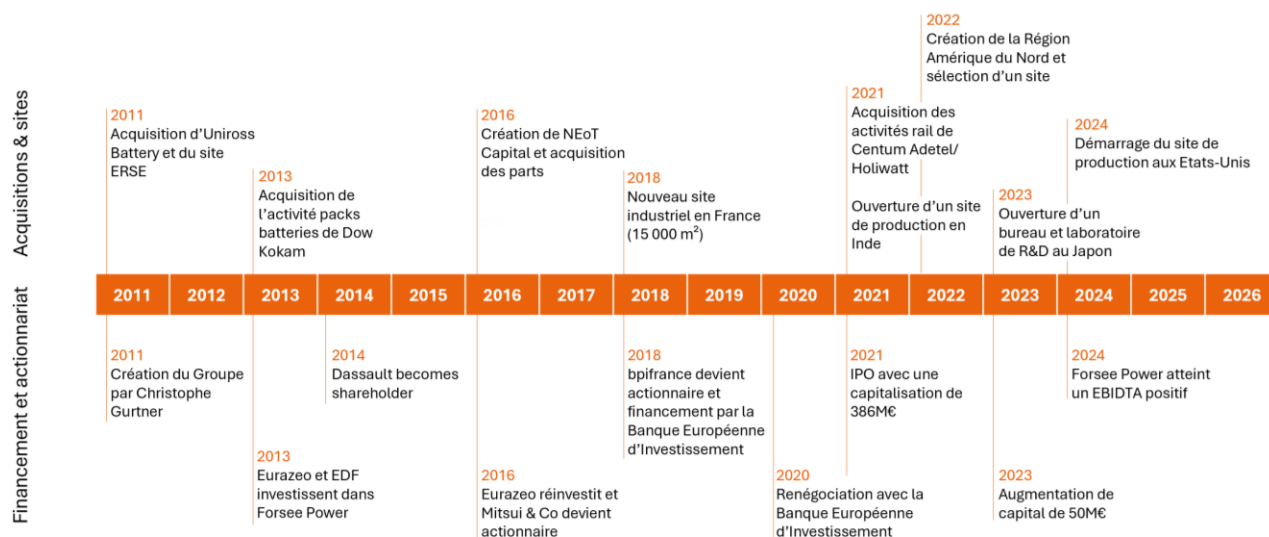 Acquisitions & sites
2011
Acquisition d’Uniross
Battery et du site
ERSE
2013
Acquisition de
l’activité packs
batteries de Dow
Kokam
2016
Création de NEoT
Capital et acquisition
des parts
2018
Nouveau site
industriel en France
(15 000 m²)
2021
Acquisition des
activités rail de
Centum Adetel/
Holiwatt
Ouverture d’un site
de production en
Inde
2022
Création de la Région
Amérique du Nord et
sélection d’un site
2023
Ouverture d’un
bureau et laboratoire
de R&D au Japon
2024
Démarrage du site de
production aux Etats-Unis
2011 2012 2013 2014 2015 2016 2017 2018 2019 2020 2021 2022 2023 2024 2025 2026
Financement et actionnariat
2011
Création du Groupe
par Christophe
Gurtner
2013
Eurazeo et EDF
investissent dans
Forsee Power
2014
Dassault becomes
shareholder
2016
Eurazeo réinvestit et
Mitsui & Co devient
actionnaire
2018
bpifrance devient
actionnaire et
financement par la
Banque Européenne
d’Investissement
2020
Renégociation avec la
Banque Européenne
d’Investissement
2021
IPO avec une
capitalisation de
386M€
2023
Augmentation de
capital de 50M€
2024
Forsee Power atteint
un EBIDTA positif